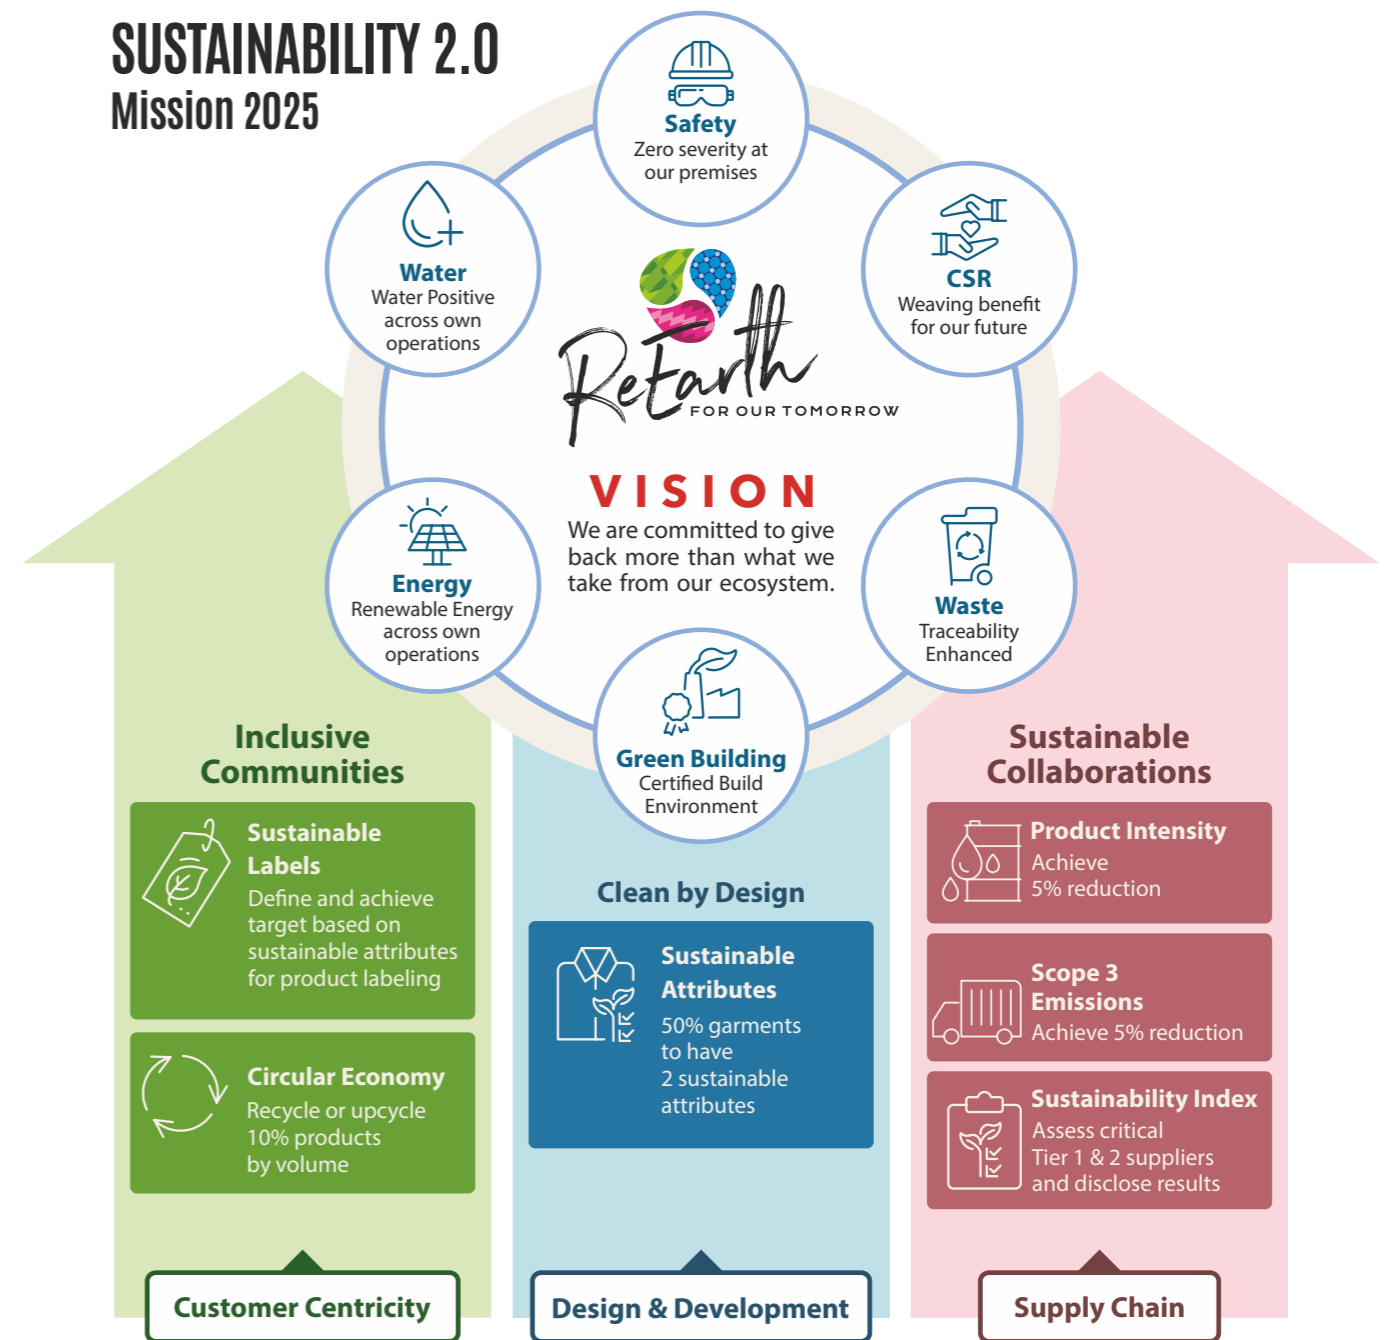 SUSTAINABILITY 2.0
Mission 2025
Safety
Zero severity at
our premises
Water
Water Positive
across own
operations
CSR
Weaving benefit
for our future
ReEarth
FOR OUR TOMORROW
VISION
We are committed to give
back more than what we
take from our ecosystem.
Energy
Renewable Energy
across own
operations
Waste
Traceability
Enhanced
Green Building
Certified Build
Environment
Inclusive
Communities
Sustainable
Labels
Define and achieve
target based on
sustainable attributes
for product labeling
Circular Economy
Recycle or upcycle
10% products
by volume
Customer Centricity
Clean by Design
Sustainable
Attributes
50% garments
to have
2 sustainable
attributes
Design & Development
Sustainable
Collaborations
Product Intensity
Achieve
5% reduction
Scope 3
Emissions
Achieve 5% reduction
Sustainability Index
Assess critical
Tier 1 & 2 suppliers
and disclose results
Supply Chain